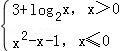 {3+log₂x, x>0
x²-x-1, x≤0